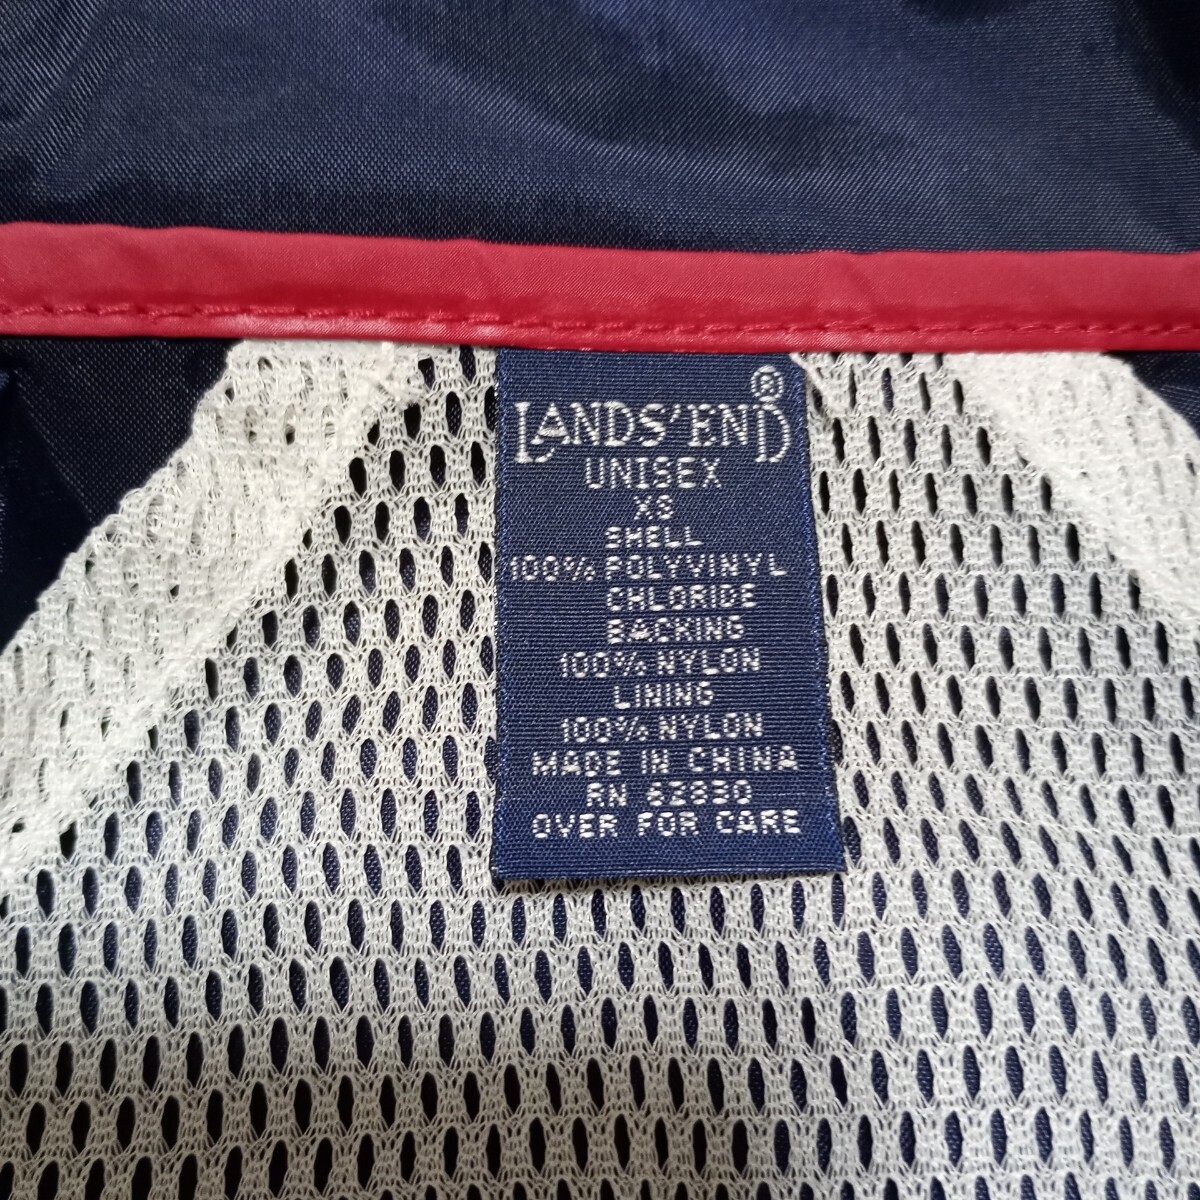 LANDS' END®
UNISEX
XS
SHELL
100% POLYVINYL
CHLORIDE
BACKING
100% NYLON
LINING
100% NYLON
MADE IN CHINA
RN 62830
OVER FOR CARE